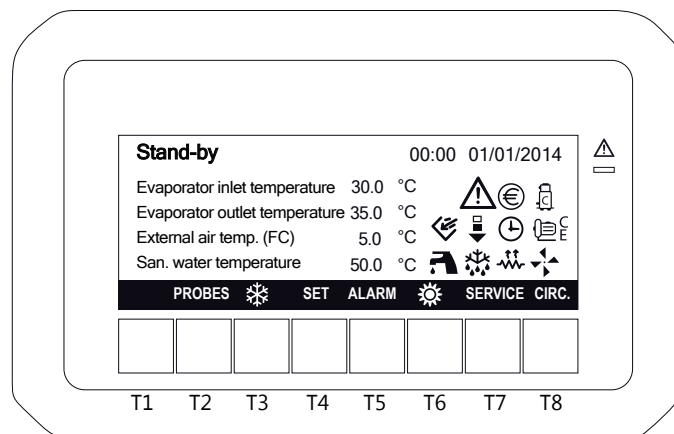 Stand-by 00:00 01/01/2014
Evaporator inlet temperature 30.0 °C
Evaporator outlet temperature 35.0 °C
External air temp. (FC) 5.0 °C
San. water temperature 50.0 °C
€ C
C
E
PROBES SET ALARM SERVICE CIRC.
T1 T2 T3 T4 T5 T6 T7 T8